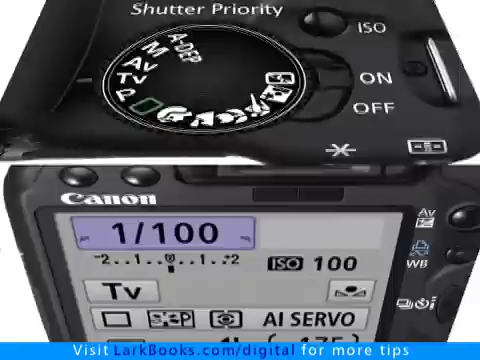 Shutter Priority
ISO
A-DEP
M
Av
Tv
P
ON
OFF
Canon
1/100
-2..1..0..1..+2
ISO 100
Av
WB
Tv
AI SERVO
Visit LarkBooks.com/digital for more tips